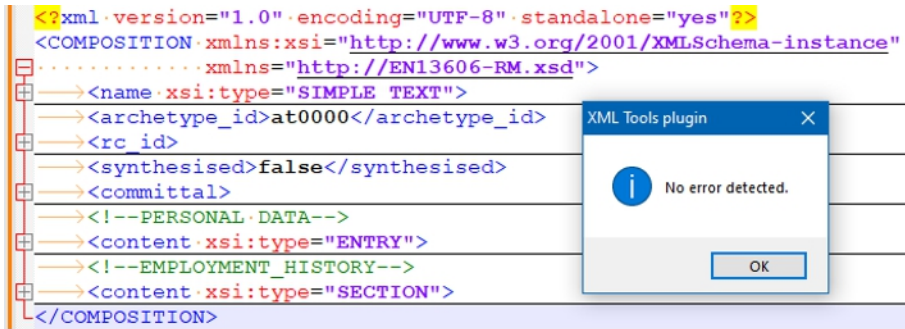 <?xml version="1.0" encoding="UTF-8" standalone="yes"?>
<COMPOSITION xmlns:xsi="http://www.w3.org/2001/XMLSchema-instance"
xmlns="http://EN13606-RM.xsd">
<name xsi:type="SIMPLE TEXT">
<archetype_id>at0000</archetype_id>
<rc_id>
<synthesised>false</synthesised>
<committal>
<!--PERSONAL DATA-->
<content xsi:type="ENTRY">
<!--EMPLOYMENT_HISTORY-->
<content xsi:type="SECTION">
</COMPOSITION>
XML Tools plugin
No error detected.
OK